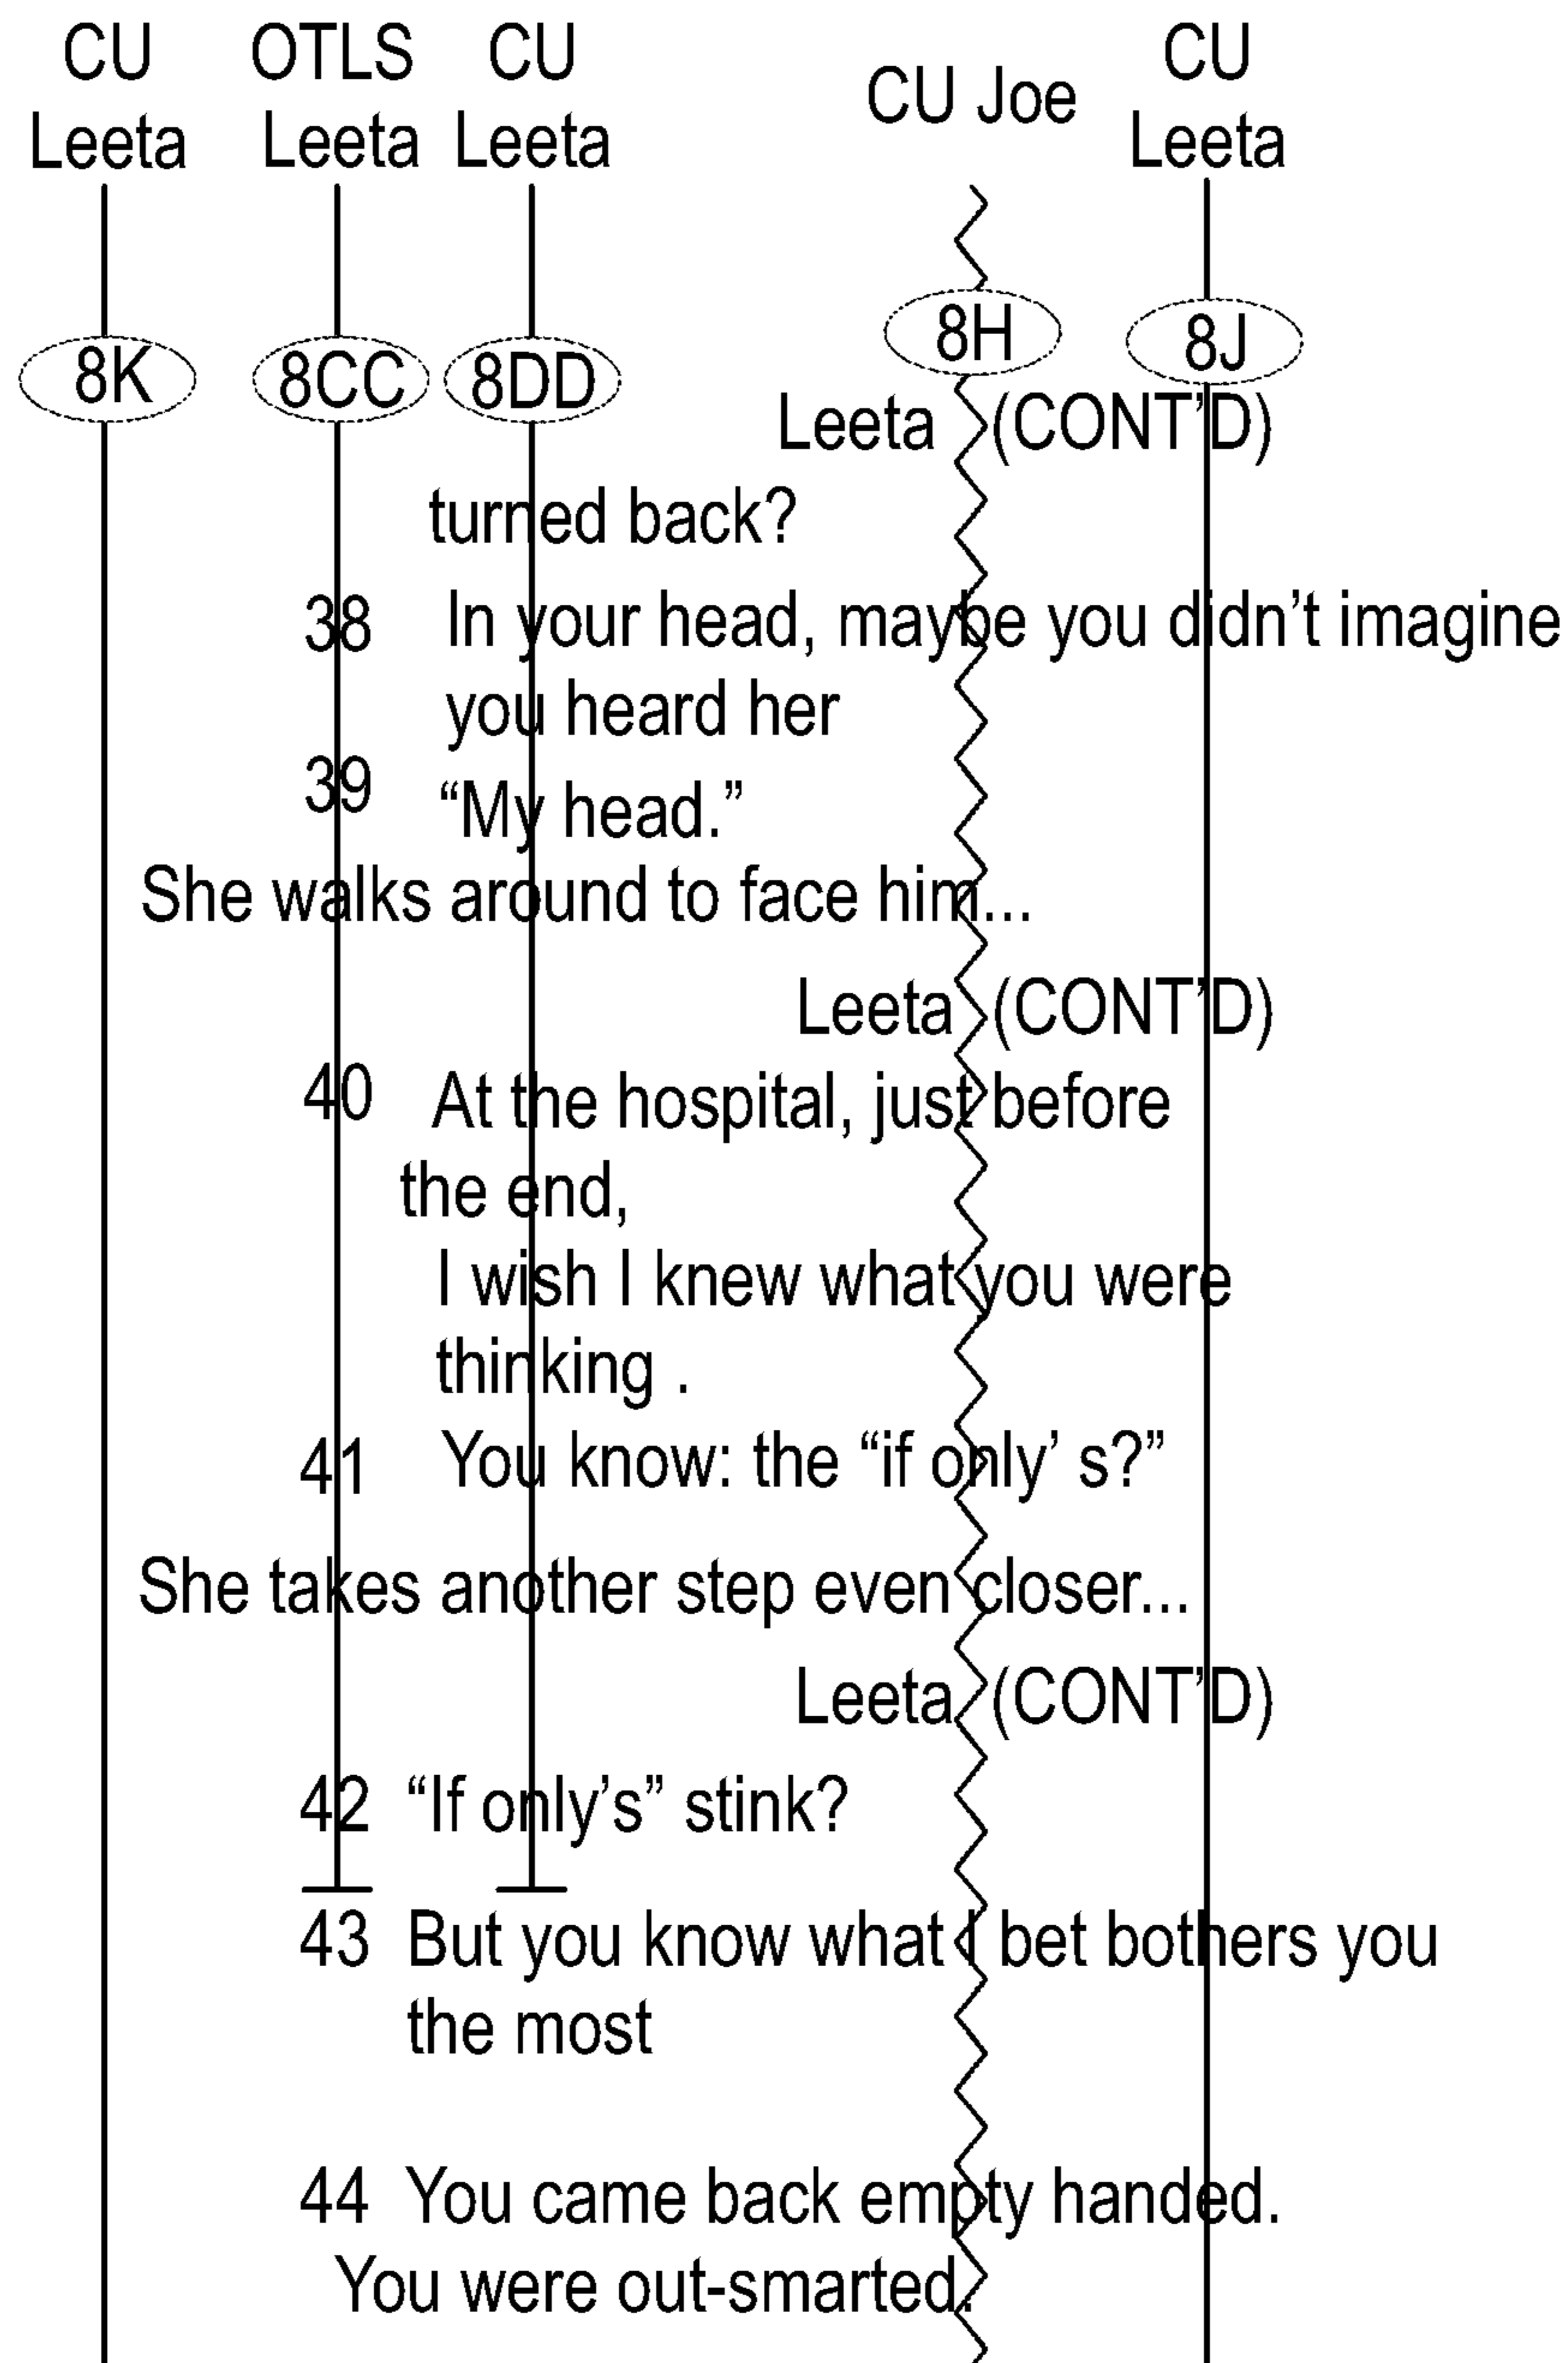 CU OTLS CU CU
Leeta Leeta Leeta CU Joe Leeta
8K 8CC 8DD 8H 8J
Leeta (CONT'D)
turned back?
38 In your head, maybe you didn't imagine
you heard her
39 “My head.”
She walks around to face him...
Leeta (CONT'D)
40 At the hospital, just before
the end,
I wish I knew what you were
thinking .
41 You know: the “if only' s?”
She takes another step even closer...
Leeta (CONT'D)
42 “If only's” stink?
43 But you know what I bet bothers you
the most
44 You came back empty handed.
You were out-smarted.